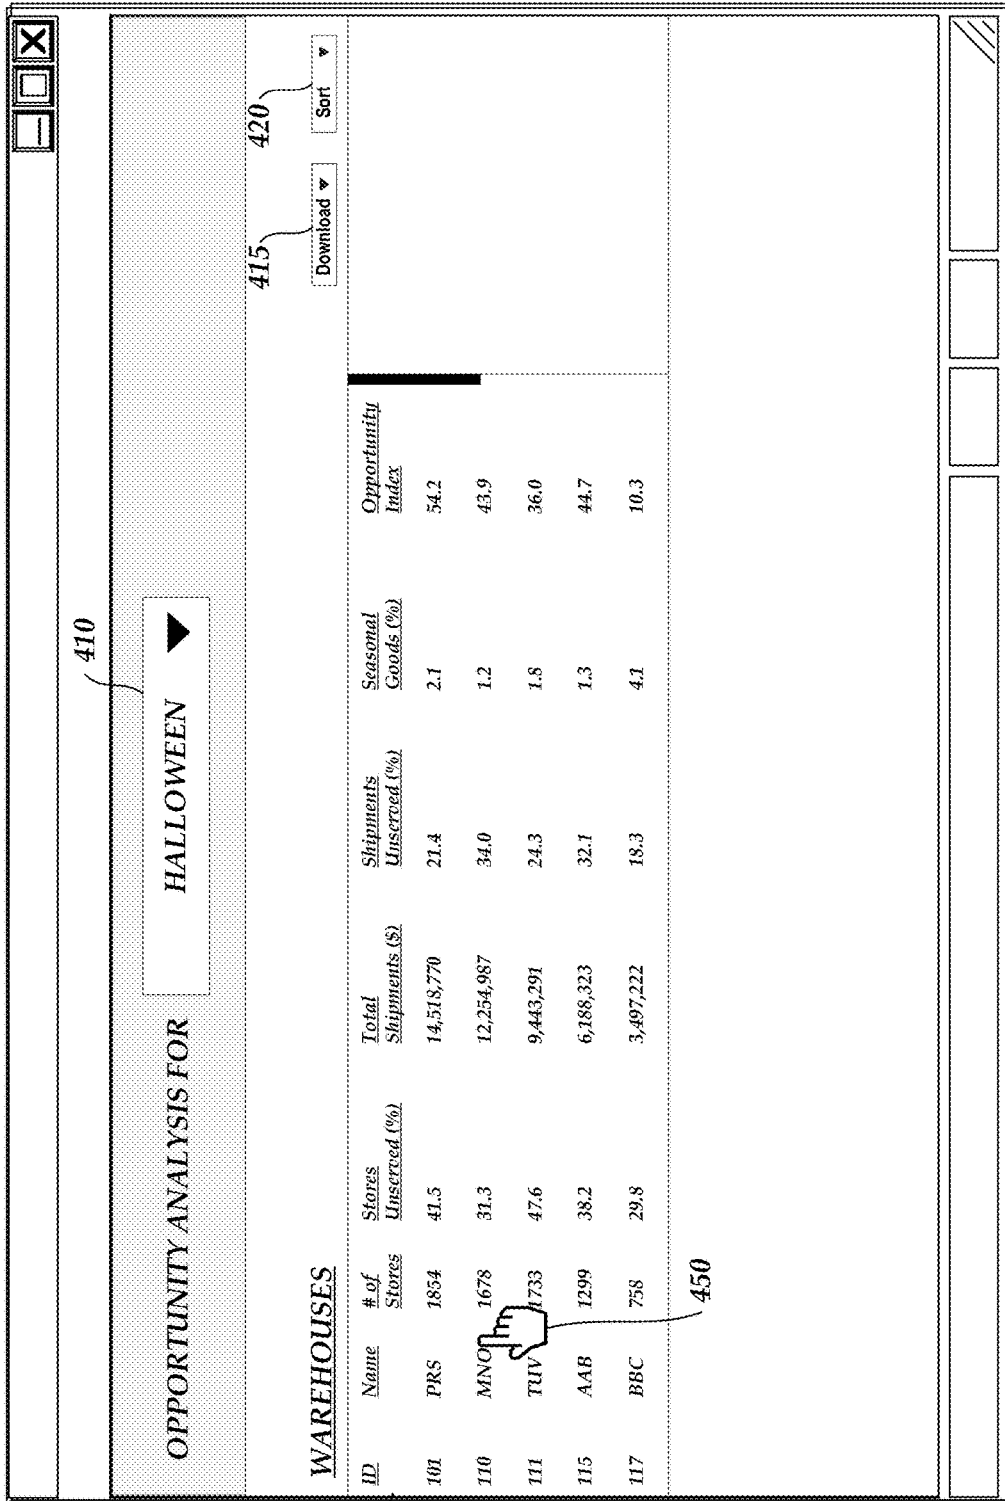 410
OPPORTUNITY ANALYSIS FOR HALLOWEEN
415 420
WAREHOUSES Download Sort
ID Name # of Stores Stores Unserved (%) Total Shipments ($) Shipments Unserved (%) Seasonal Goods (%) Opportunity Index
101 PRS 1854 41.5 14,518,770 21.4 2.1 54.2
110 MNO 1678 31.3 12,254,987 34.0 1.2 43.9
111 TUV 1733 47.6 9,443,291 24.3 1.8 36.0
115 AAB 1299 38.2 6,188,323 32.1 1.3 44.7
117 BBC 758 29.8 3,497,222 18.3 4.1 10.3
450